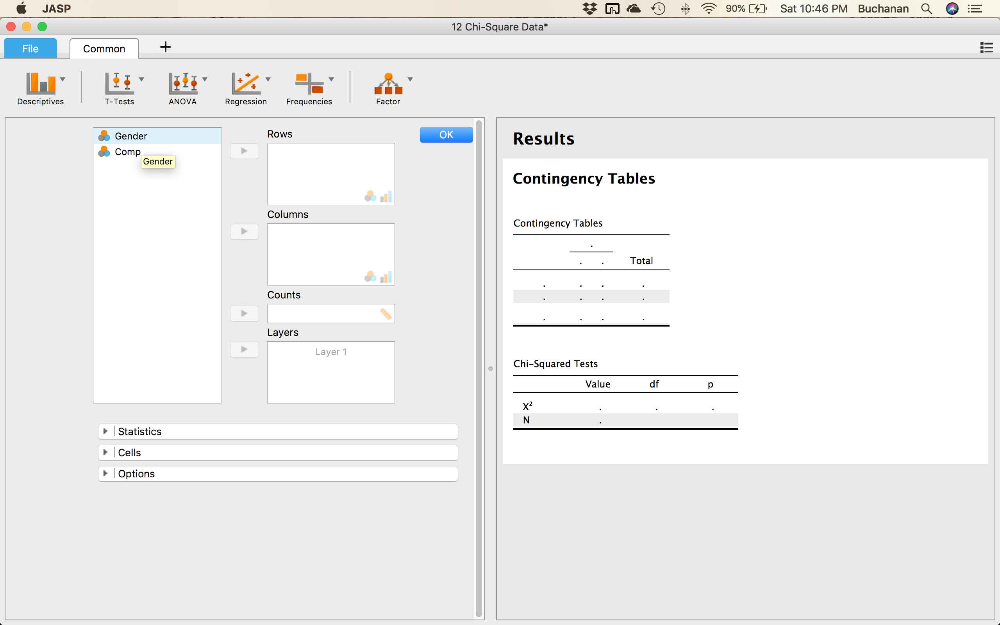 JASP 90% Sat 10:46 PM Buchanan
12 Chi-Square Data*
File Common +
Descriptives T-Tests ANOVA Regression Frequencies Factor
Gender
Comp
Gender
Rows
OK
Columns
Counts
Layers
Layer 1
Statistics
Cells
Options
Results
Contingency Tables
Contingency Tables
.
. . Total
. . . .
. . . .
. . . .
Chi-Squared Tests
Value df p
X² . . .
N .